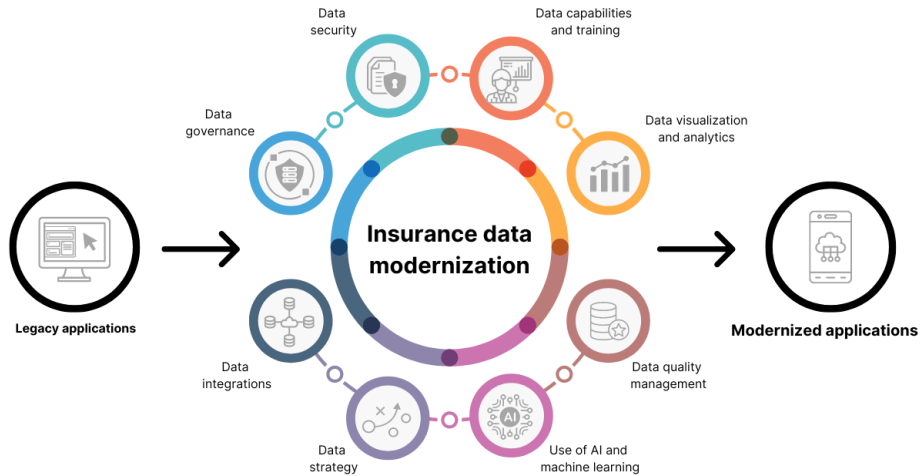 Data
security
Data capabilities
and training
Data
governance
Data visualization
and analytics
Insurance data
modernization
Legacy applications
Modernized applications
Data
integrations
Data quality
management
Data
strategy
AI
Use of AI and
machine learning